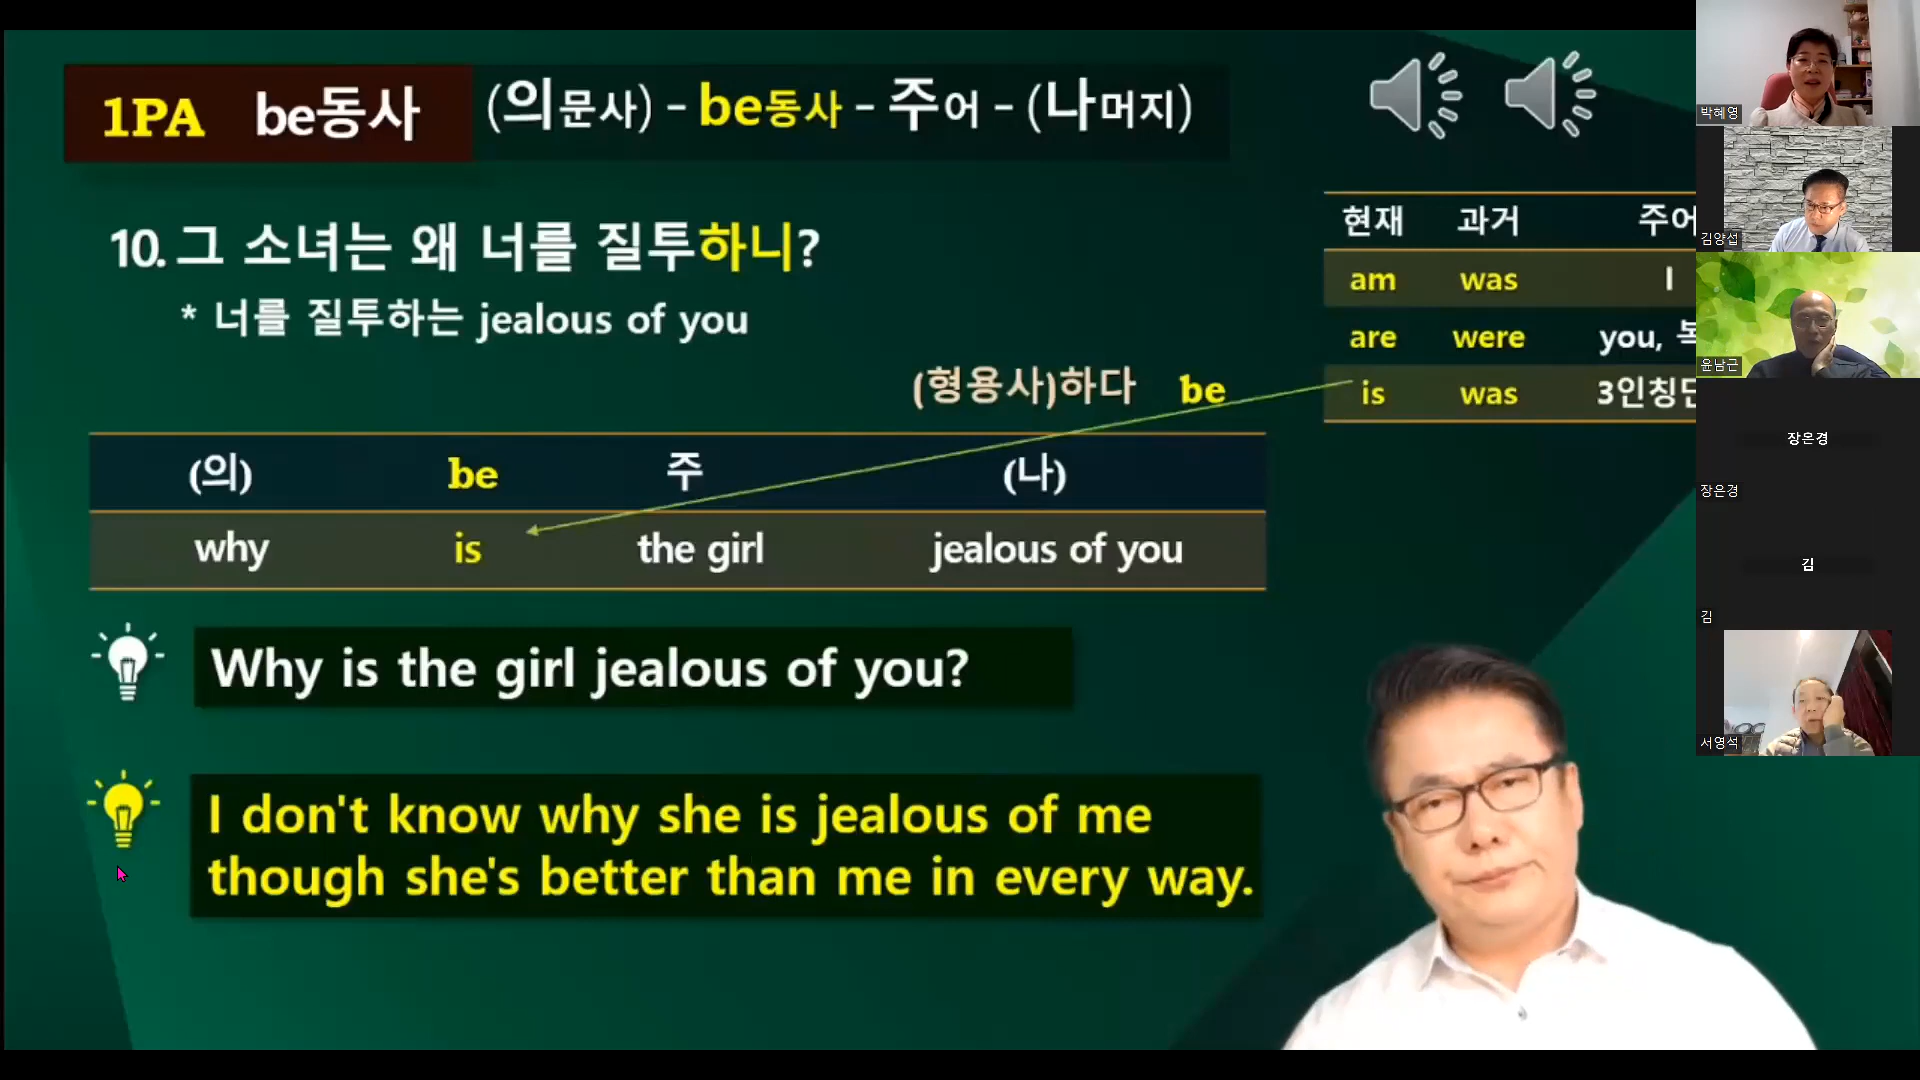 1PA be동사 (의문사) - be동사 - 주어 - (나머지)
10. 그 소녀는 왜 너를 질투하니?
* 너를 질투하는 jealous of you
(형용사)하다 be
현재 과거 주어
am was I
are were you,
is was 3인칭
(의) be 주 (나)
why is the girl jealous of you
Why is the girl jealous of you?
I don't know why she is jealous of me
though she's better than me in every way.
박혜영
김양섭
윤남근
장은경
장은경
김
김
서영석